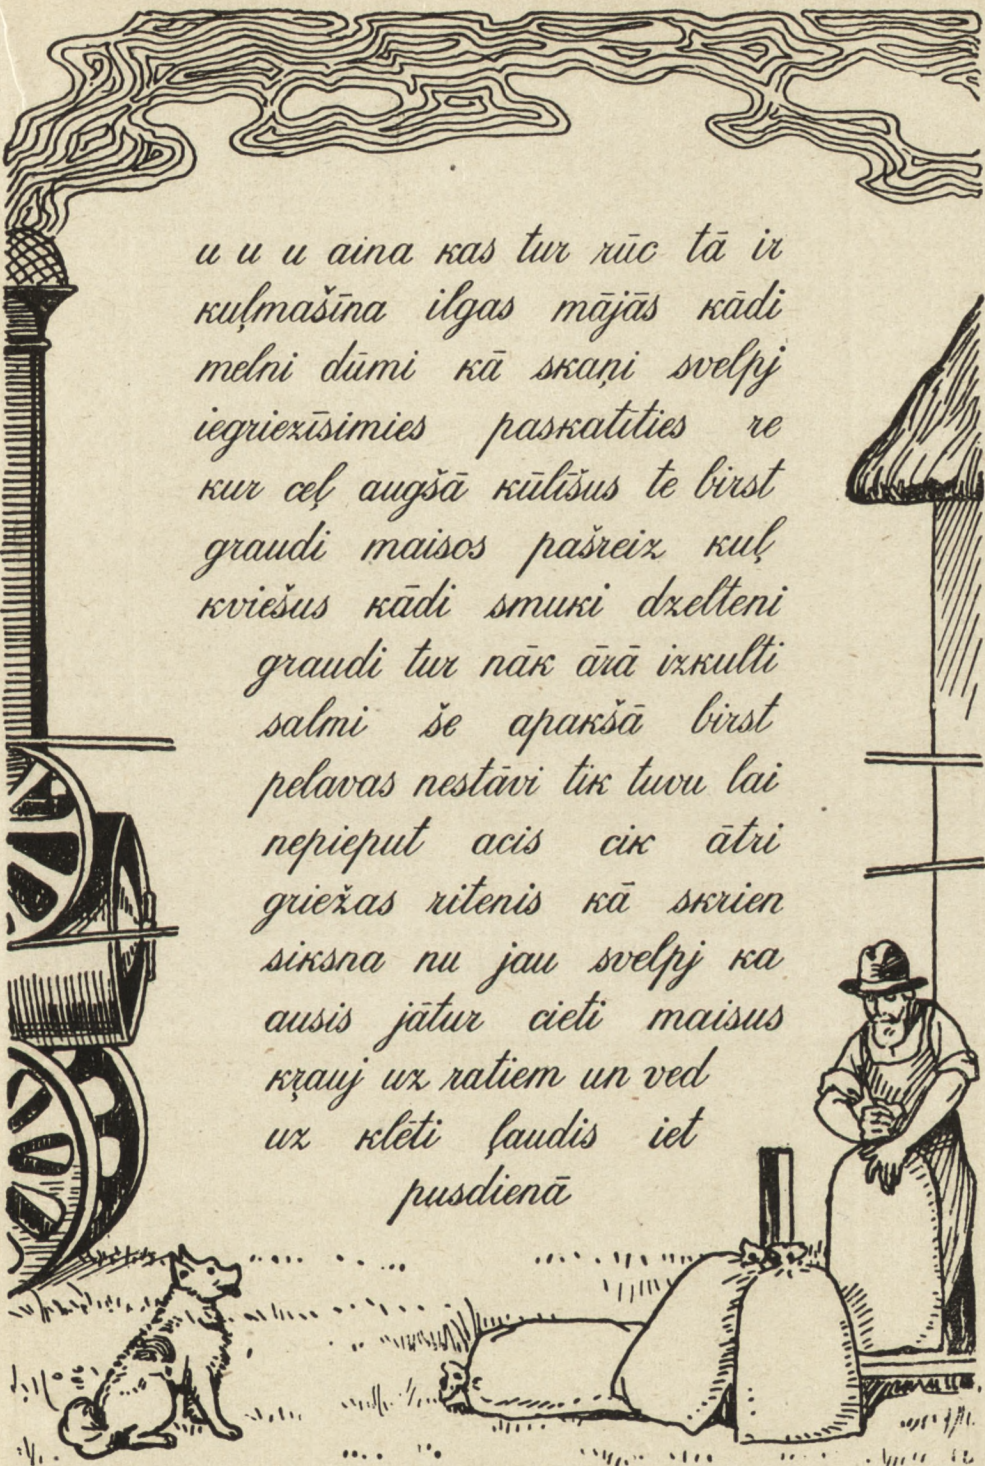 u u u aina kas tur rūc tā ir
kuļmašīna ilgas mājās kādi
melni dūmi kā skaņi svelpj
iegriezīsimies paskatīties re
kur ceļ augšā kūlīšus te birst
graudi maisos pašreiz kuļ
kviešus kādi smuki dzelteni
graudi tur nāk ārā izkulti
salmi še apakšā birst
pelavas nestāvi tik tuvu lai
nepieput acis cik ātri
griežas ritenis kā skrien
siksna nu jau svelpj ka
ausis jātur cieti maisus
kŗauj uz ratiem un ved
uz klēti ļaudis iet
pusdienā